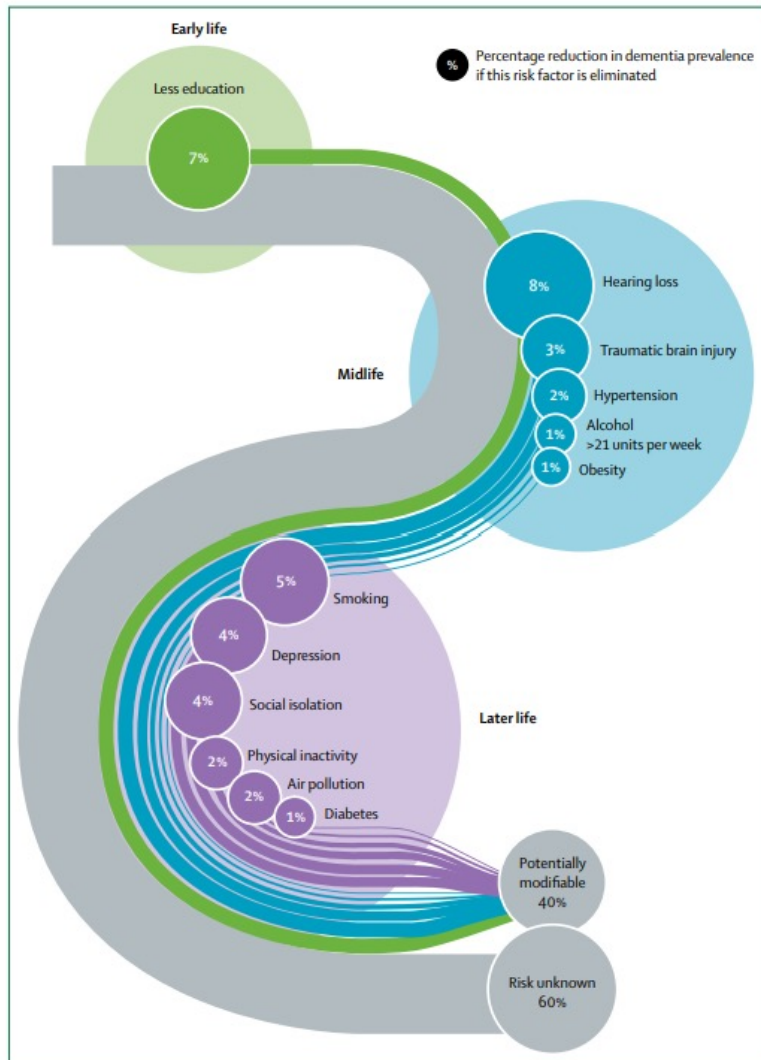 Early life
% Percentage reduction in dementia prevalence
if this risk factor is eliminated
Less education
7%
8% Hearing loss
3% Traumatic brain injury
Midlife
2% Hypertension
1% Alcohol
>21 units per week
1% Obesity
5% Smoking
4% Depression
4% Social isolation
Later life
2% Physical inactivity
2% Air pollution
1% Diabetes
Potentially
modifiable
40%
Risk unknown
60%